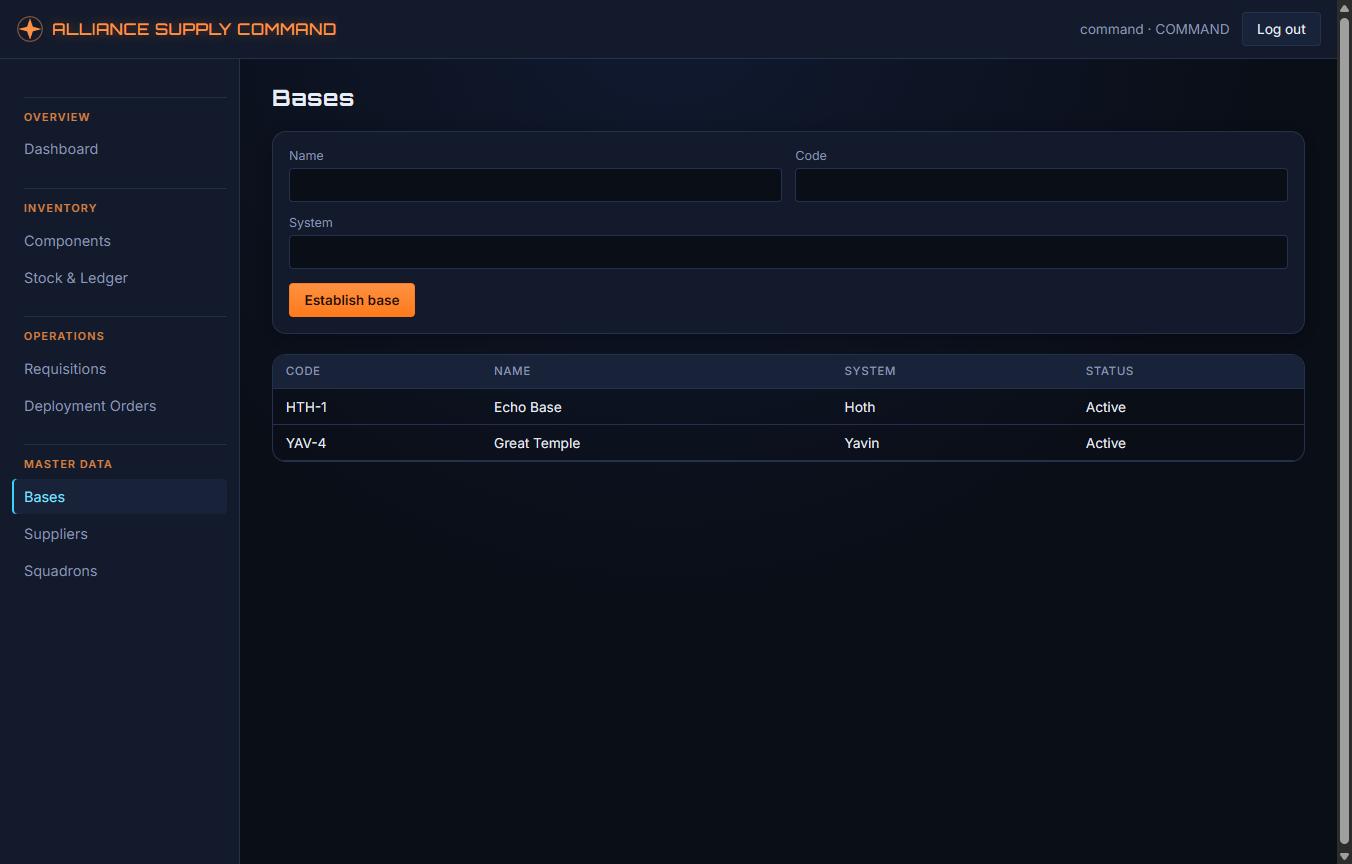 ALLIANCE SUPPLY COMMAND
command · COMMAND
Log out
OVERVIEW
Dashboard
INVENTORY
Components
Stock & Ledger
OPERATIONS
Requisitions
Deployment Orders
MASTER DATA
Bases
Suppliers
Squadrons
Bases
Name
Code
System
Establish base
CODE NAME SYSTEM STATUS
HTH-1 Echo Base Hoth Active
YAV-4 Great Temple Yavin Active